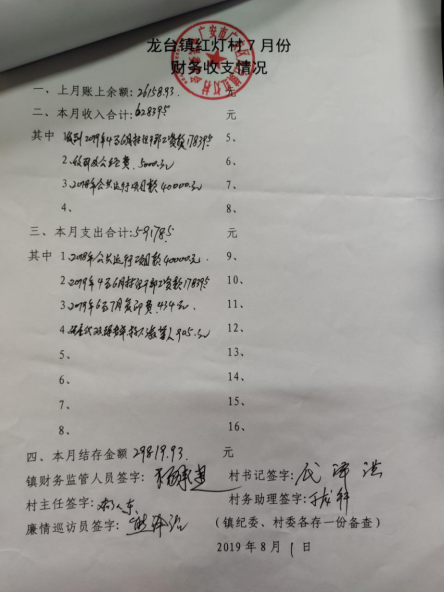 龙台镇红灯村7月份
财务收支情况
一、上月账上余额:26158.93 元
二、本月收入合计:62839.5 元
其中 收到2019年4至6月村干部工资款17839.5 5、
2.收 公经费.5000元 6、
3.2018年公共运行项目款40000元 7、
4、 8、
三、本月支出合计:59178.5 元
其中 1.2018年公共运行项目款40000元. 9、
2.2019年4至6月村干部工资款17839.5 10、
3.2019年6至7月复印费.434元. 11、
4. 905元 12、
5、 13、
6、 14、
7、 15、
8、 16、
四、本月结存金额 29819.93 元
镇财务监管人员签字: 村书记签字:
村主任签字: 村务助理签字:
廉情巡访员签字: (镇纪委、村委各存一份备查)
2019年8月1日